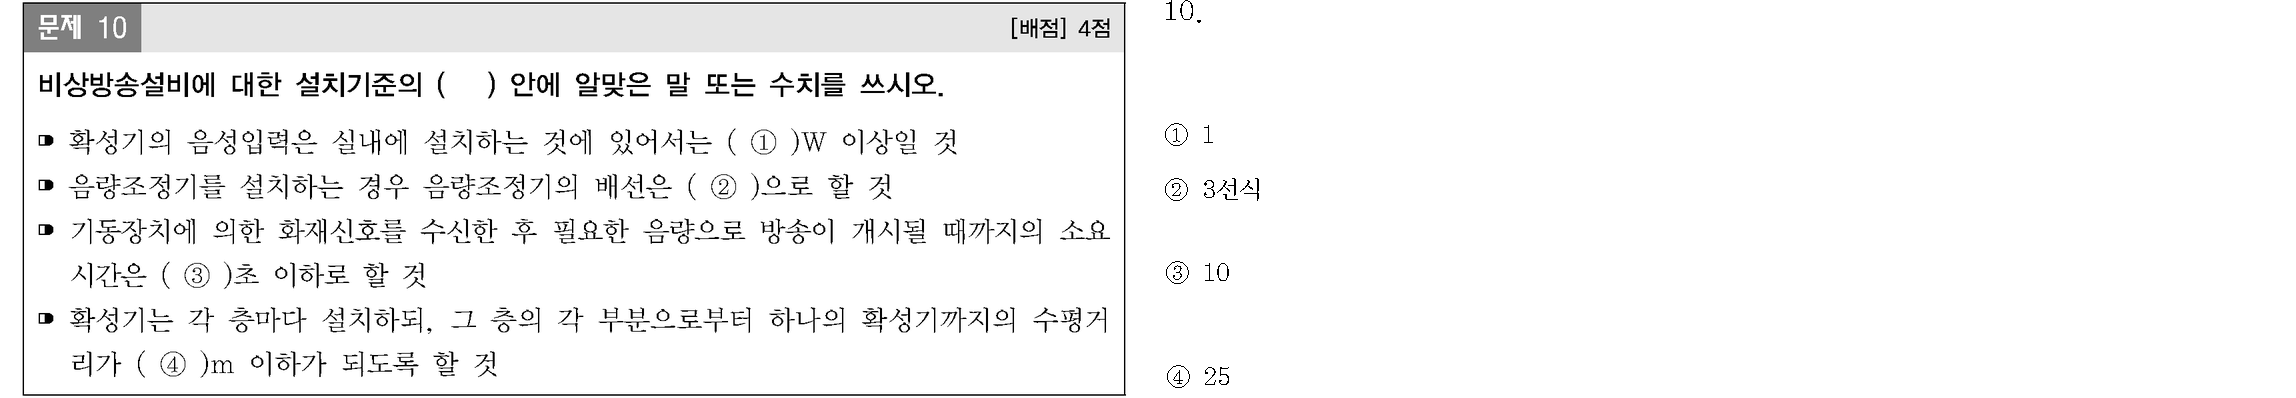 문제 10
[배점] 4점
비상방송설비에 대한 설치기준의 (   ) 안에 알맞은 말 또는 수치를 쓰시오.
확성기의 음성입력은 실내에 설치하는 것에 있어서는 ( ① )W 이상일 것
음량조정기를 설치하는 경우 음량조정기의 배선은 ( ② )으로 할 것
기동장치에 의한 화재신호를 수신한 후 필요한 음량으로 방송이 개시될 때까지의 소요
시간은 ( ③ )초 이하로 할 것
확성기는 각 층마다 설치하되, 그 층의 각 부분으로부터 하나의 확성기까지의 수평거
리가 ( ④ )m 이하가 되도록 할 것
10.
① 1
② 3선식
③ 10
④ 25